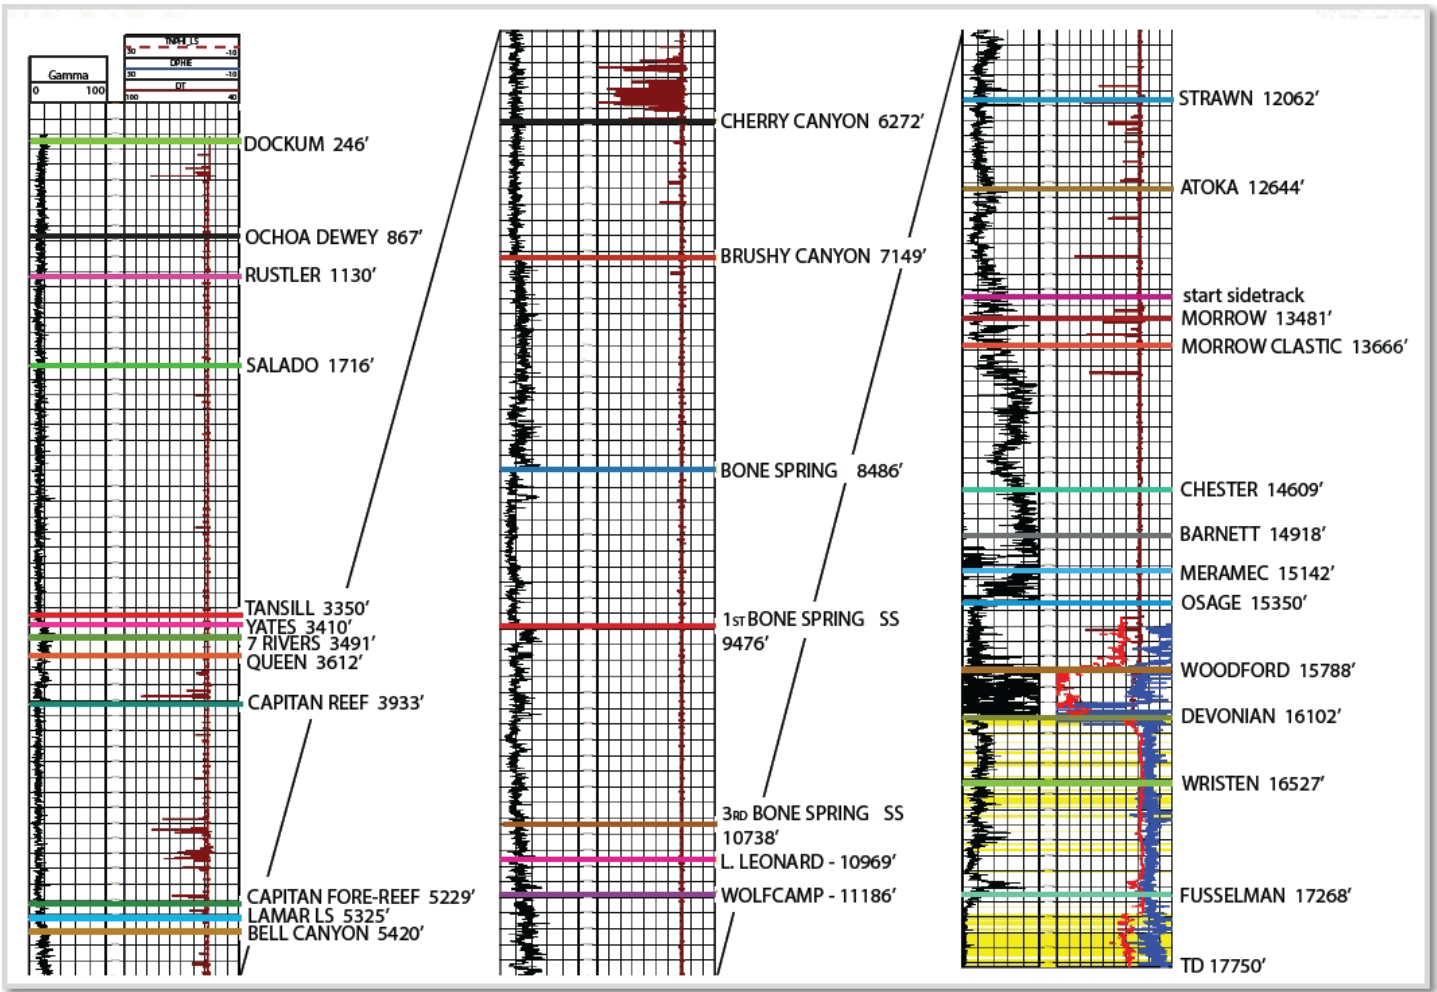 TNPH_LS
30 -10
DPHIE
30 -10
DT
100 40
Gamma
0 100
DOCKUM 246′
OCHOA DEWEY 867′
RUSTLER 1130′
SALADO 1716′
TANSILL 3350′
YATES 3410′
7 RIVERS 3491′
QUEEN 3612′
CAPITAN REEF 3933′
CAPITAN FORE-REEF 5229′
LAMAR LS 5325′
BELL CANYON 5420′
CHERRY CANYON 6272′
BRUSHY CANYON 7149′
BONE SPRING 8486′
1ST BONE SPRING SS
9476′
3RD BONE SPRING SS
10738′
L. LEONARD - 10969′
WOLFCAMP - 11186′
STRAWN 12062′
ATOKA 12644′
start sidetrack
MORROW 13481′
MORROW CLASTIC 13666′
CHESTER 14609′
BARNETT 14918′
MERAMEC 15142′
OSAGE 15350′
WOODFORD 15788′
DEVONIAN 16102′
WRISTEN 16527′
FUSSELMAN 17268′
TD 17750′